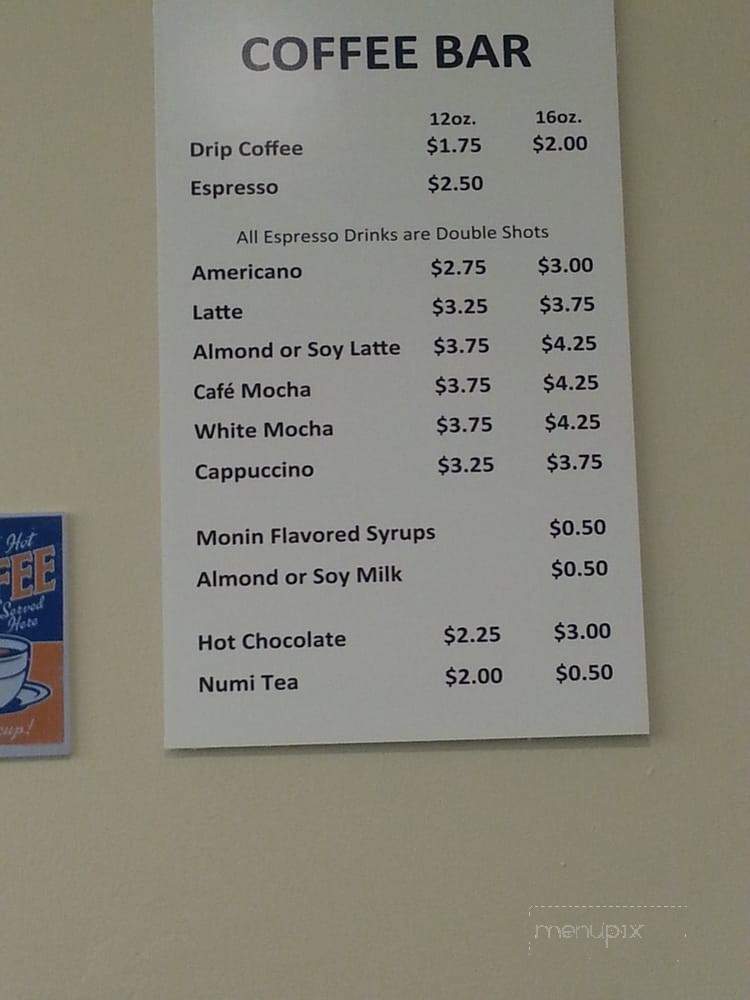 COFFEE BAR
12oz. 16oz.
Drip Coffee $1.75 $2.00
Espresso $2.50
All Espresso Drinks are Double Shots
Americano $2.75 $3.00
Latte $3.25 $3.75
Almond or Soy Latte $3.75 $4.25
Café Mocha $3.75 $4.25
White Mocha $3.75 $4.25
Cappuccino $3.25 $3.75
Monin Flavored Syrups $0.50
Almond or Soy Milk $0.50
Hot Chocolate $2.25 $3.00
Numi Tea $2.00 $0.50
Hot
FEE
Served
Here
cup!
menupix